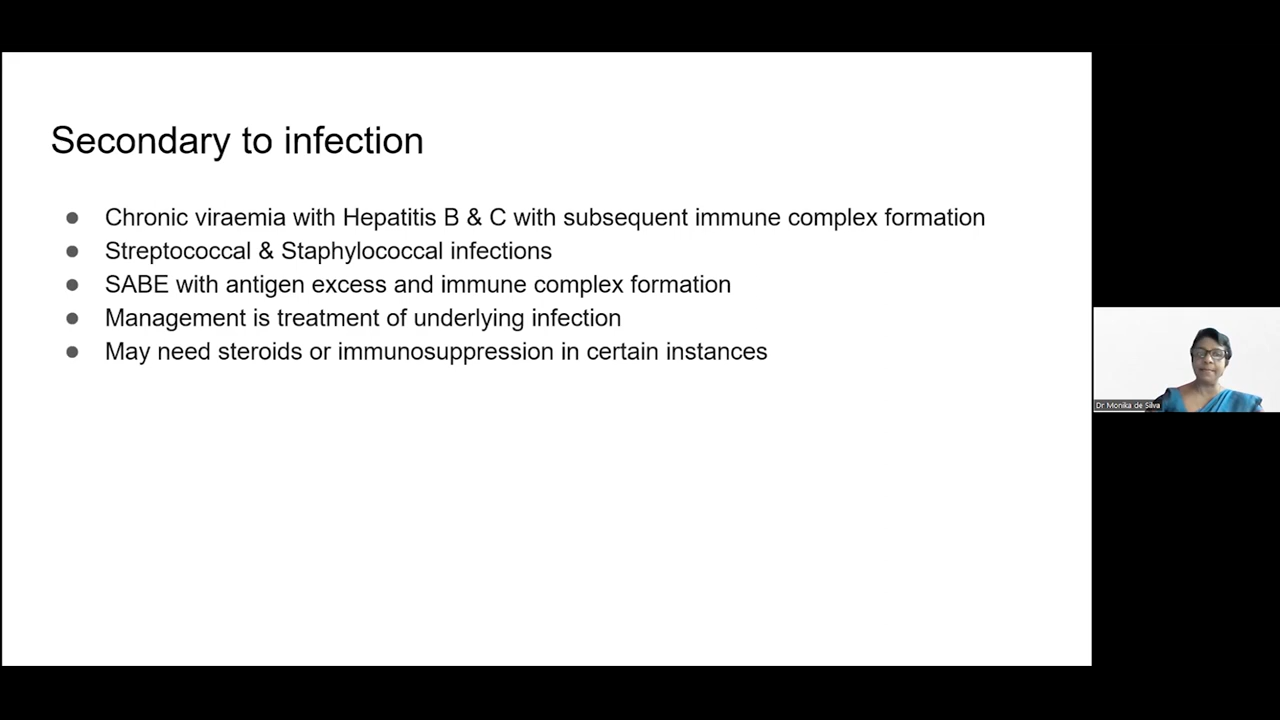 Secondary to infection
● Chronic viraemia with Hepatitis B & C with subsequent immune complex formation
● Streptococcal & Staphylococcal infections
● SABE with antigen excess and immune complex formation
● Management is treatment of underlying infection
● May need steroids or immunosuppression in certain instances
Dr Monika de Silva